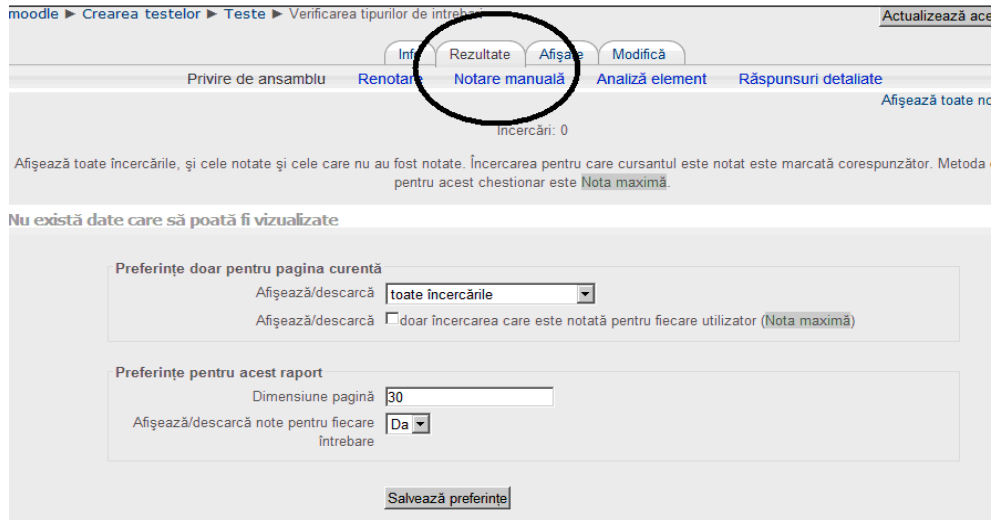 moodle ► Crearea testelor ► Teste ► Verificarea tipurilor de intrebari
Actualizează ace
Info Rezultate Afişare Modifică
Privire de ansamblu Renotare Notare manuală Analiză element Răspunsuri detaliate
Afişează toate no
Încercări: 0
Afişează toate încercările, şi cele notate şi cele care nu au fost notate. Încercarea pentru care cursantul este notat este marcată corespunzător. Metoda
pentru acest chestionar este Nota maximă.
Nu există date care să poată fi vizualizate
Preferinţe doar pentru pagina curentă
Afişează/descarcă toate încercările
Afişează/descarcă doar încercarea care este notată pentru fiecare utilizator (Nota maximă)
Preferinţe pentru acest raport
Dimensiune pagină 30
Afişează/descarcă note pentru fiecare Da
întrebare
Salvează preferinţe